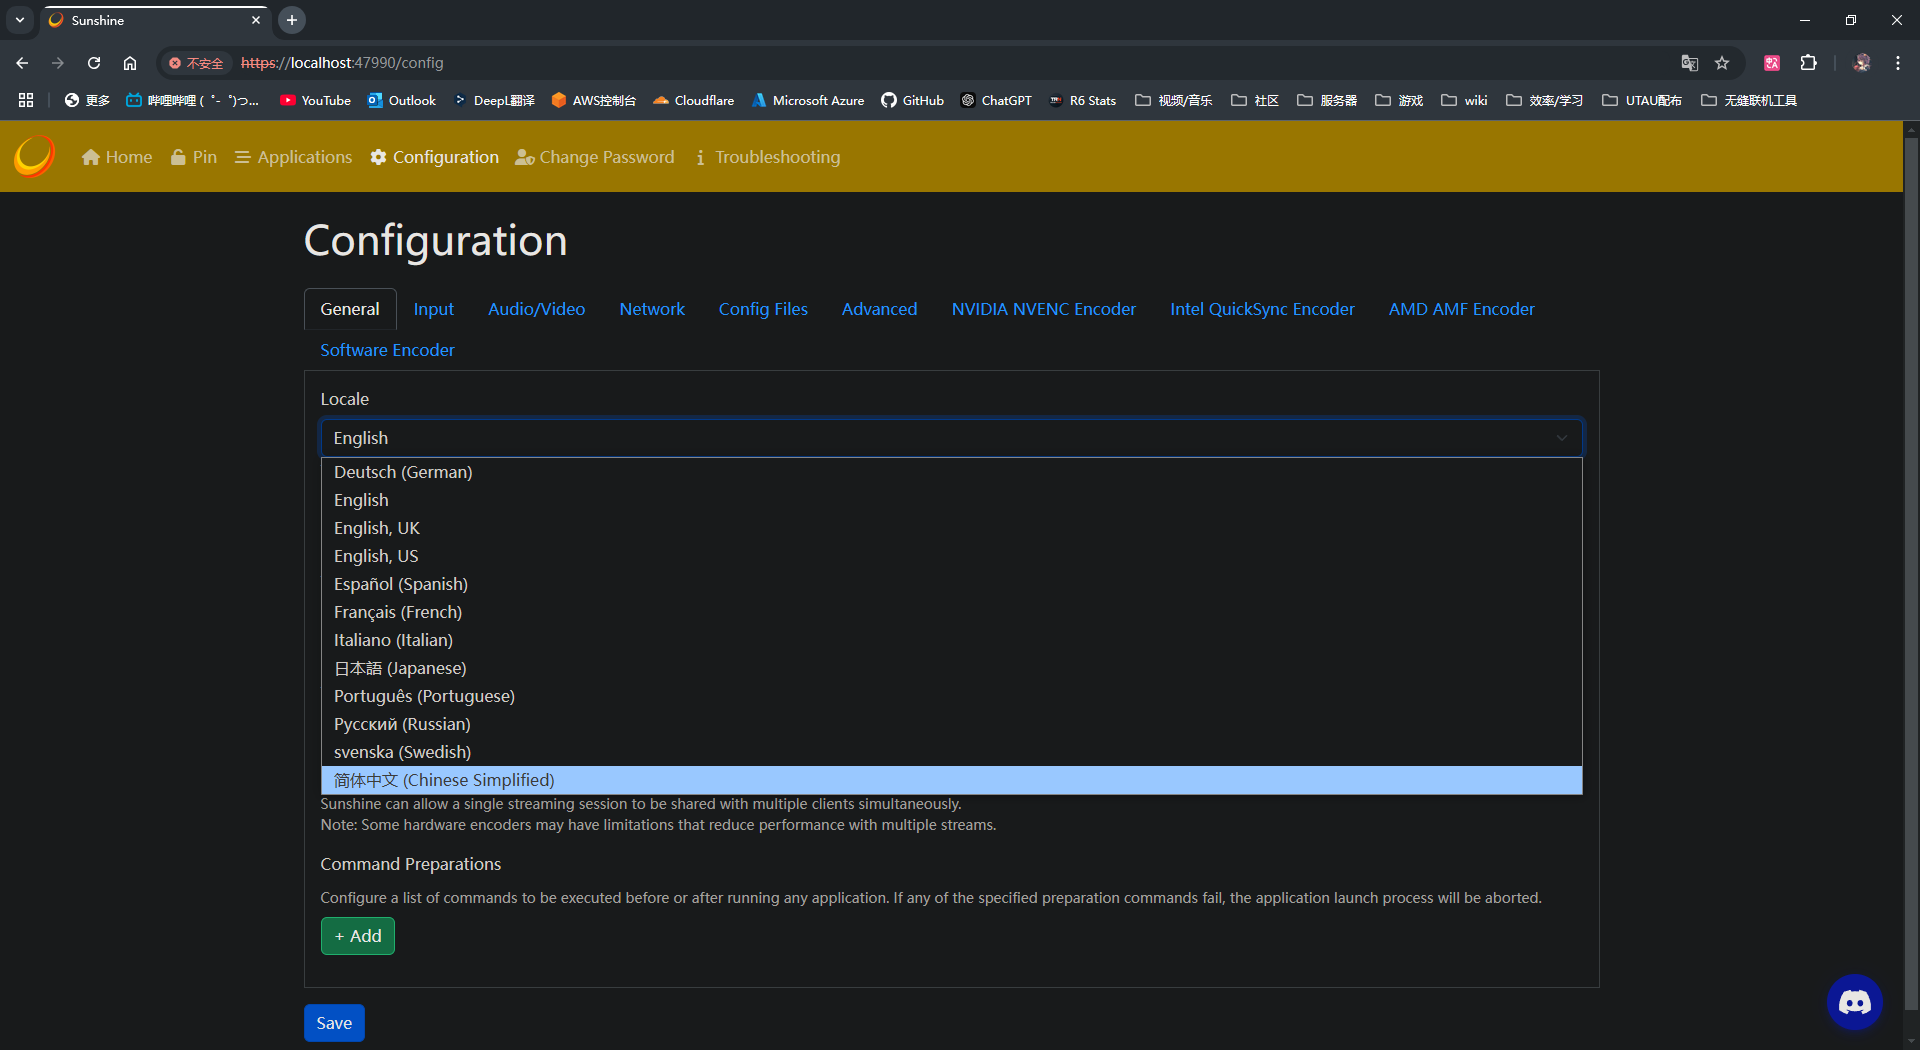 Sunshine
不安全 https://localhost:47990/config
更多 哔哩哔哩 ( ゜- ゜)つ... YouTube Outlook DeepL翻译 AWS控制台 Cloudflare Microsoft Azure GitHub ChatGPT R6 Stats 视频/音乐 社区 服务器 游戏 wiki 效率/学习 UTAU配布 无缝联机工具
Home Pin Applications Configuration Change Password Troubleshooting
Configuration
General Input Audio/Video Network Config Files Advanced NVIDIA NVENC Encoder Intel QuickSync Encoder AMD AMF Encoder
Software Encoder
Locale
English
Deutsch (German)
English
English, UK
English, US
Español (Spanish)
Français (French)
Italiano (Italian)
日本語 (Japanese)
Português (Portuguese)
Русский (Russian)
svenska (Swedish)
简体中文 (Chinese Simplified)
Sunshine can allow a single streaming session to be shared with multiple clients simultaneously.
Note: Some hardware encoders may have limitations that reduce performance with multiple streams.
Command Preparations
Configure a list of commands to be executed before or after running any application. If any of the specified preparation commands fail, the application launch process will be aborted.
+ Add
Save